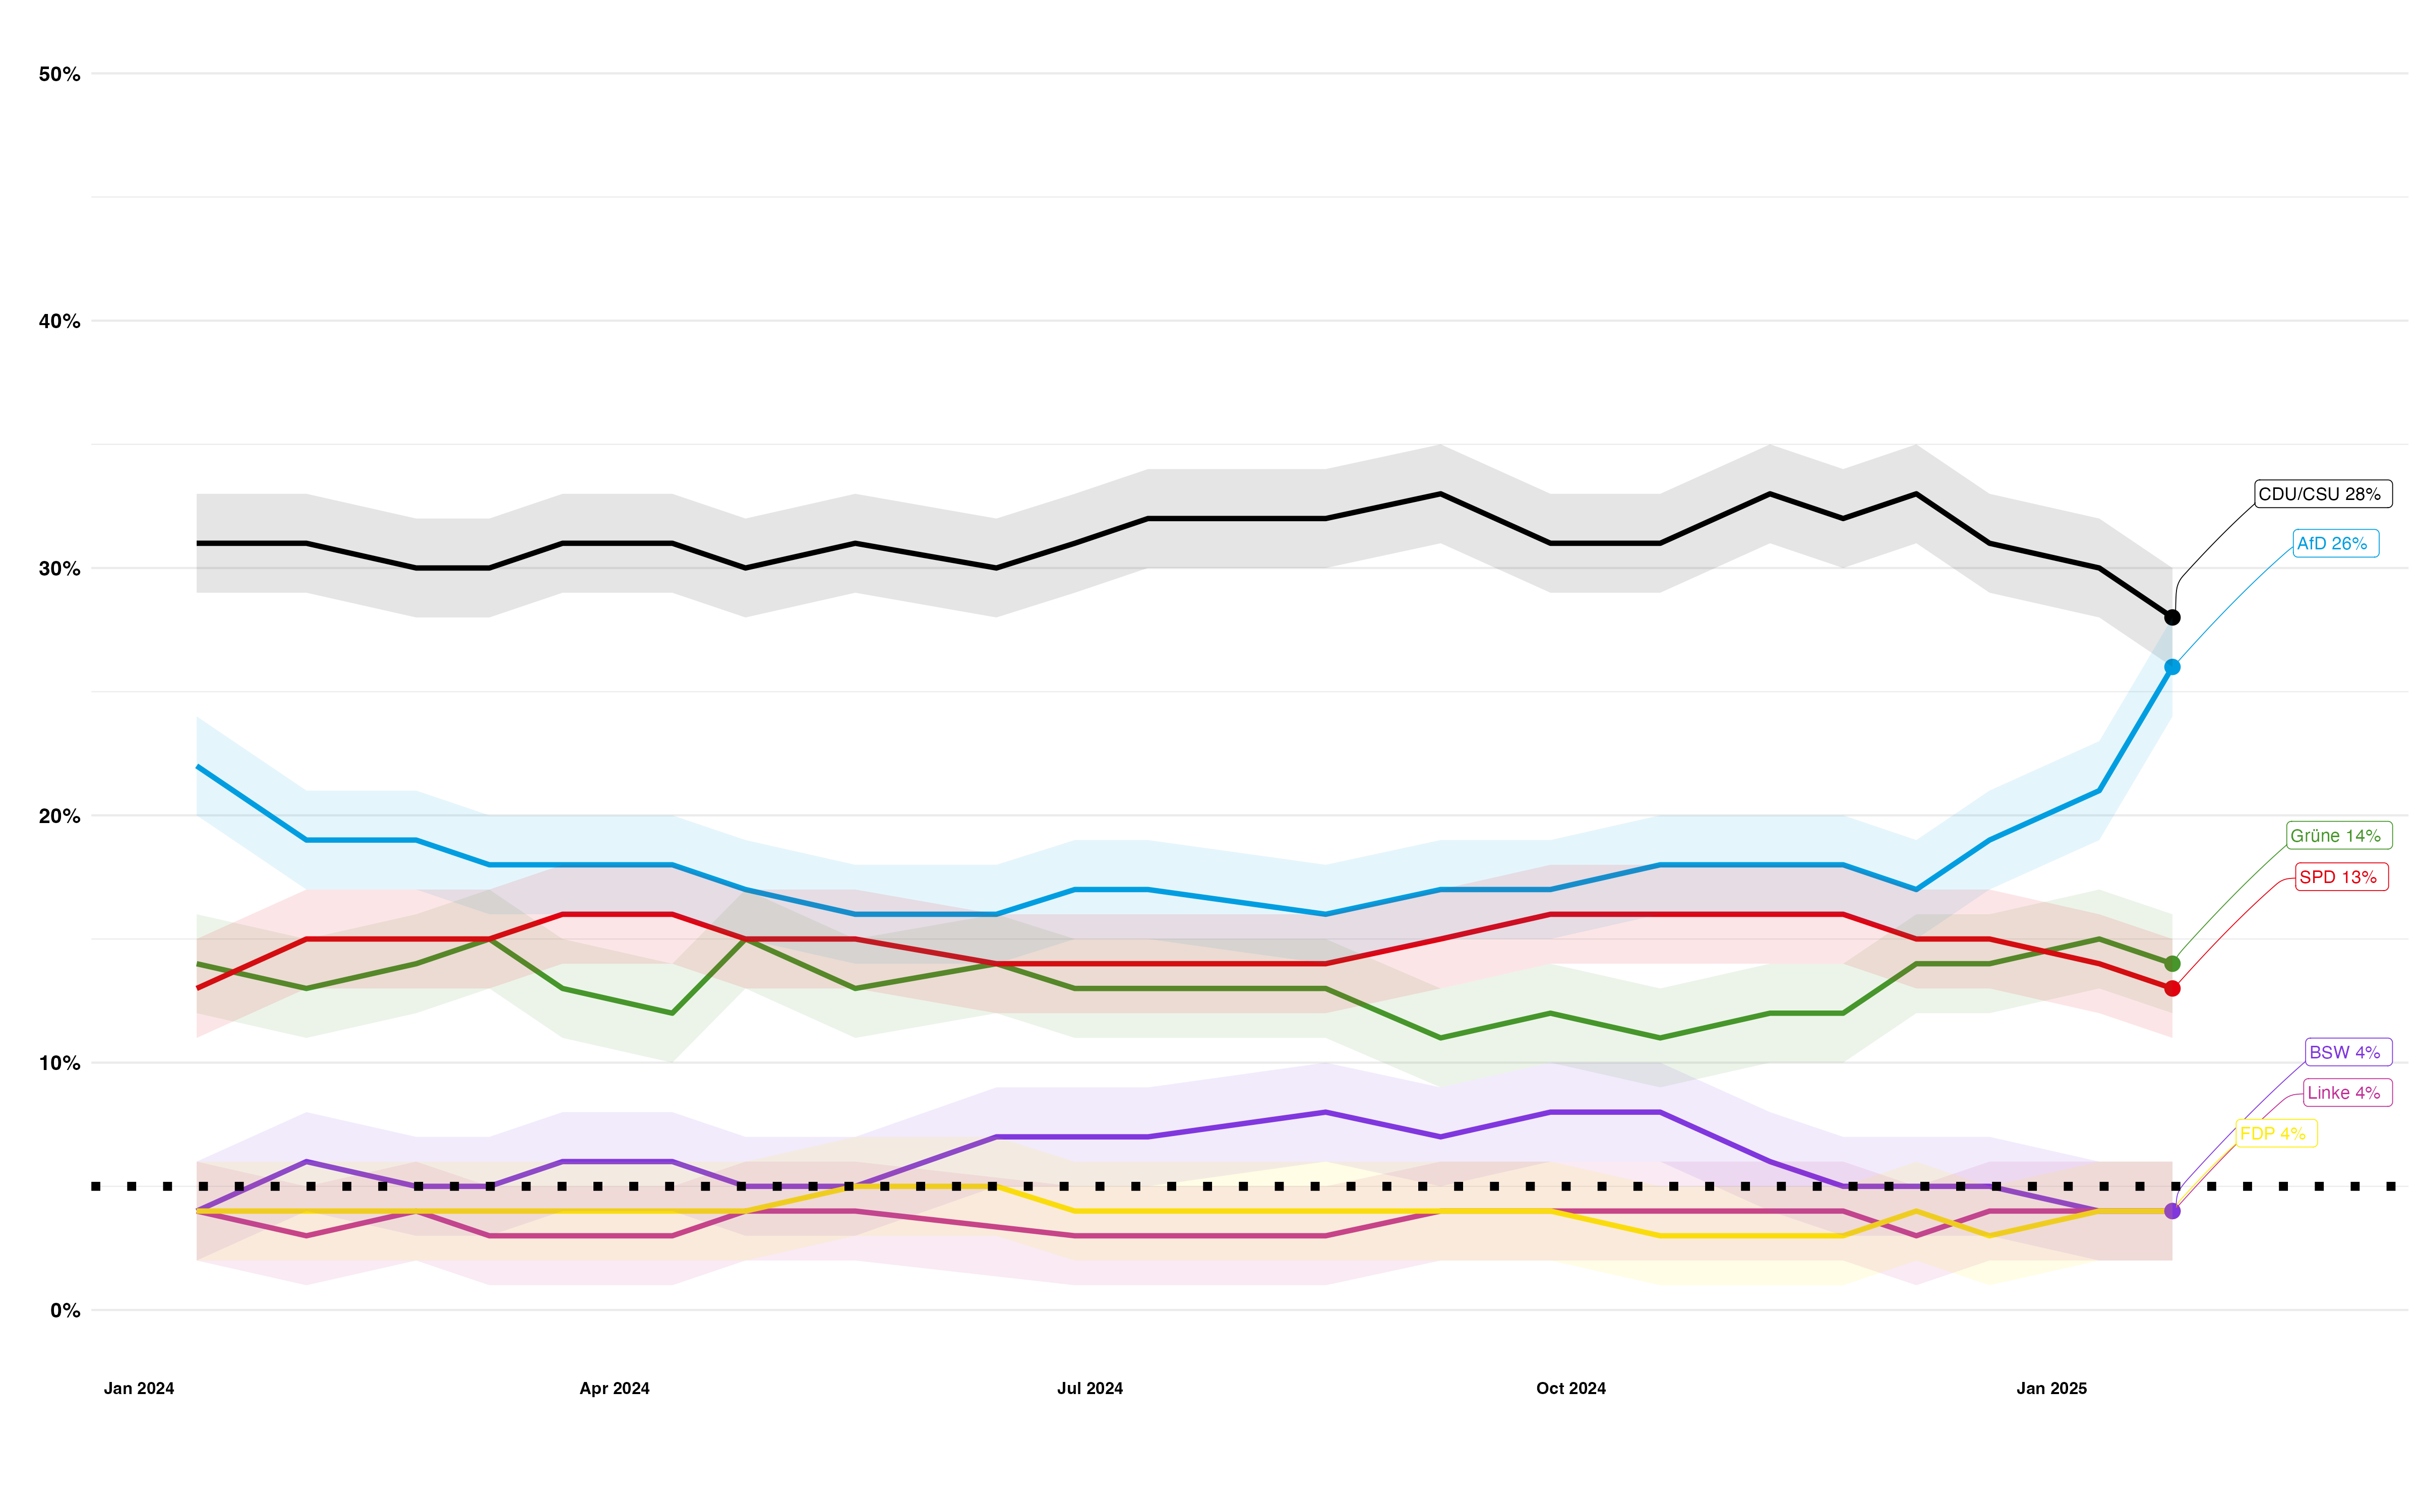 50%
40%
30%
20%
10%
0%
CDU/CSU 28%
AfD 26%
Grüne 14%
SPD 13%
BSW 4%
Linke 4%
FDP 4%
Jan 2024
Apr 2024
Jul 2024
Oct 2024
Jan 2025